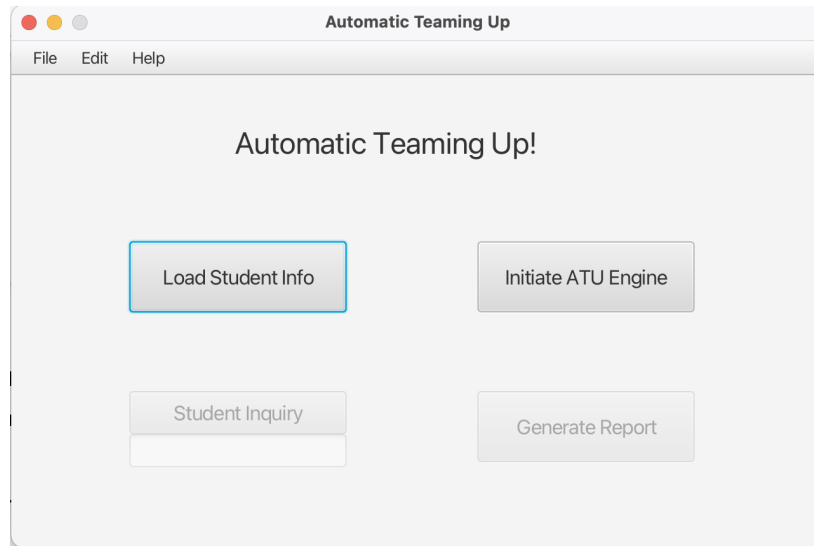 Automatic Teaming Up
File Edit Help
Automatic Teaming Up!
Load Student Info
Initiate ATU Engine
Student Inquiry
Generate Report